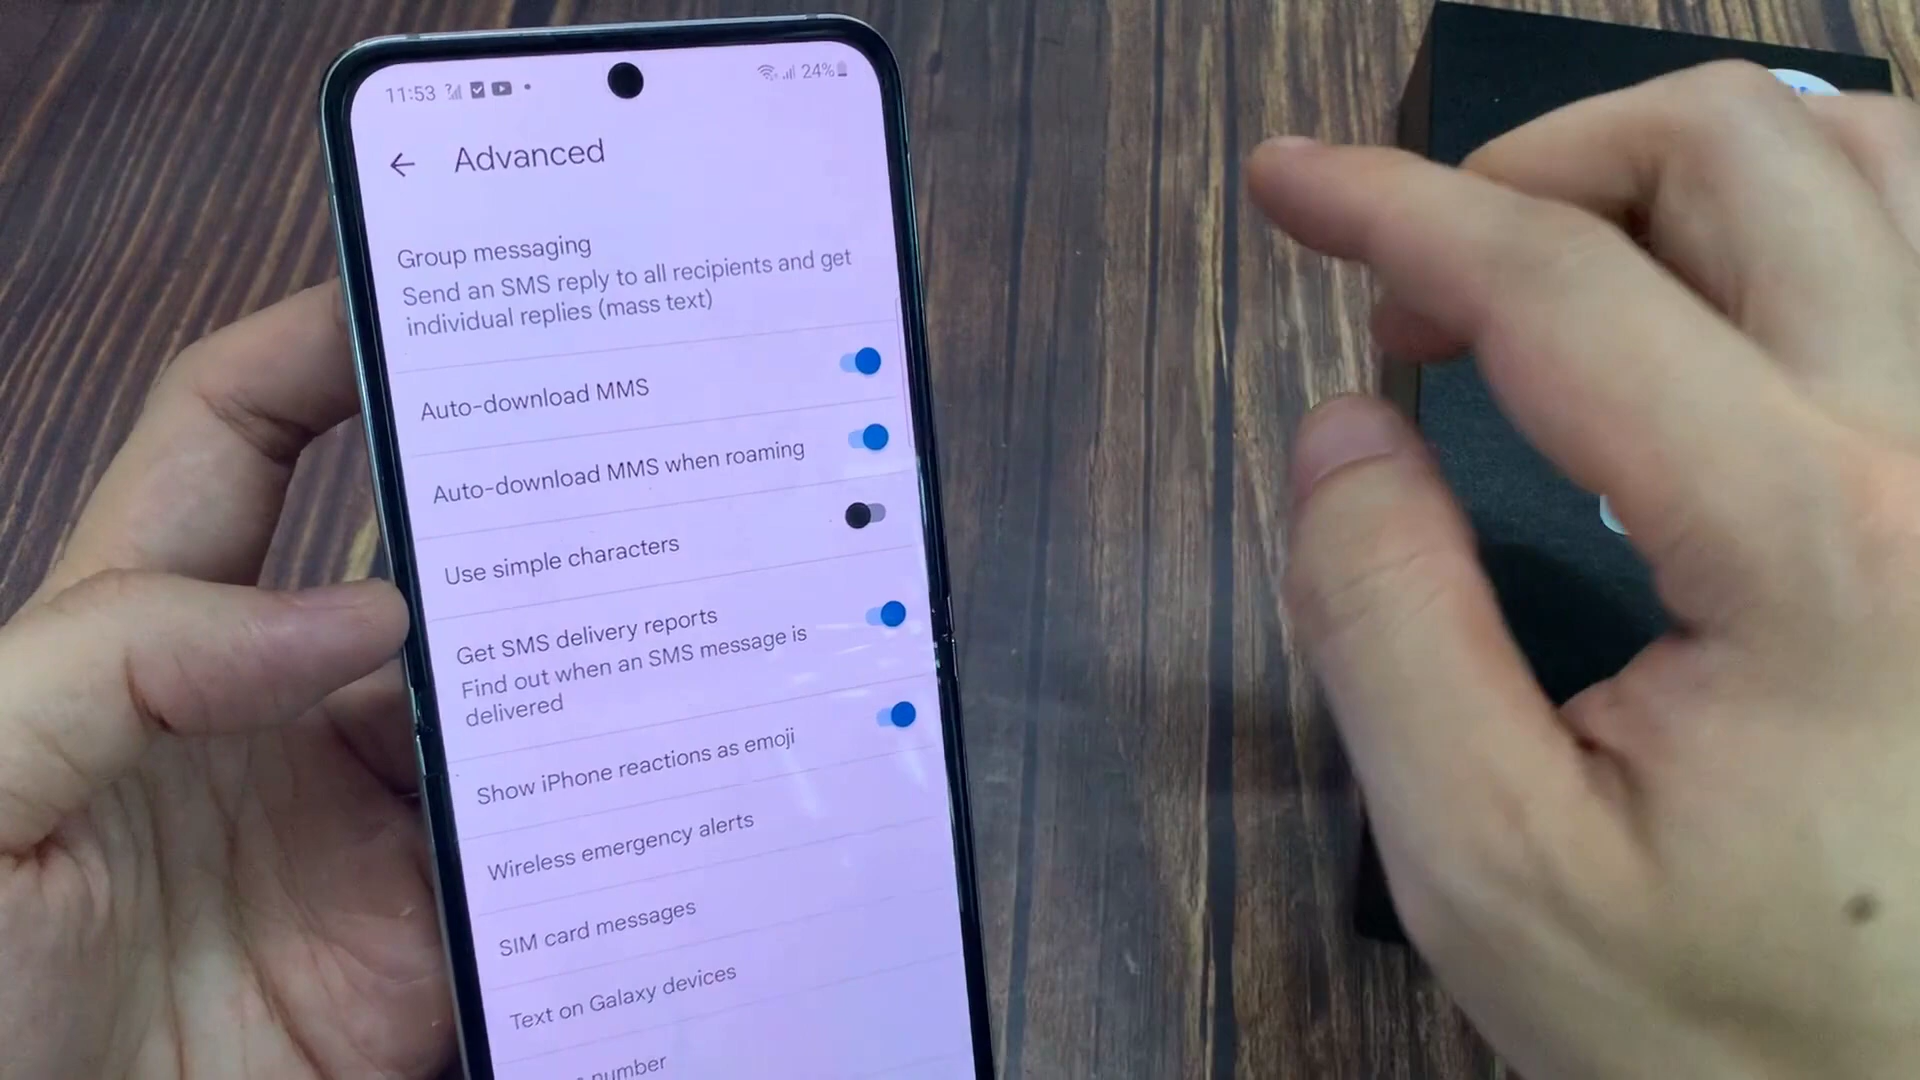 11:53
24%
Advanced
Group messaging
Send an SMS reply to all recipients and get
individual replies (mass text)
Auto-download MMS
Auto-download MMS when roaming
Use simple characters
Get SMS delivery reports
Find out when an SMS message is
delivered
Show iPhone reactions as emoji
Wireless emergency alerts
SIM card messages
Text on Galaxy devices
number